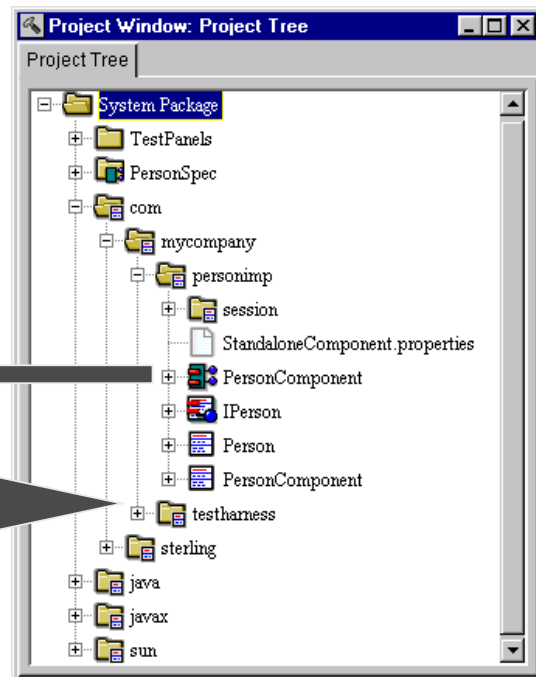 Project Window: Project Tree
Project Tree
System Package
TestPanels
PersonSpec
com
mycompany
personimp
session
StandaloneComponent.properties
PersonComponent
IPerson
Person
PersonComponent
testharness
sterling
java
javax
sun